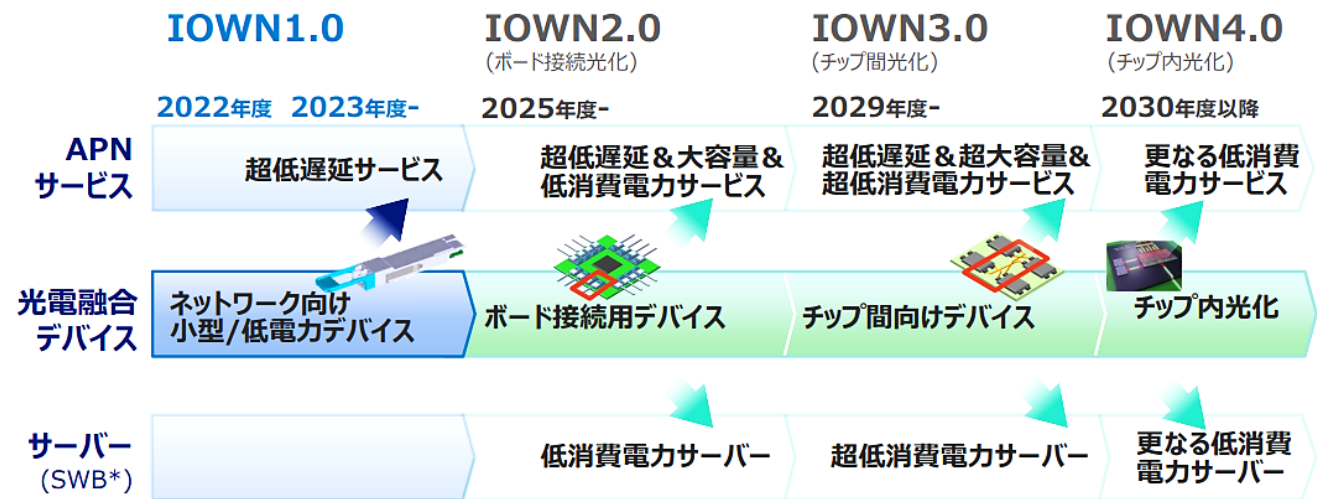 IOWN1.0
IOWN2.0
(ボード接続光化)
IOWN3.0
(チップ間光化)
IOWN4.0
(チップ内光化)
2022年度 2023年度-
2025年度-
2029年度-
2030年度以降
APN
サービス
超低遅延サービス
超低遅延&大容量&
低消費電力サービス
超低遅延&超大容量&
超低消費電力サービス
更なる低消費
電力サービス
光電融合
デバイス
ネットワーク向け
小型/低電力デバイス
ボード接続用デバイス
チップ間向けデバイス
チップ内光化
サーバー
(SWB*)
低消費電力サーバー
超低消費電力サーバー
更なる低消費
電力サーバー